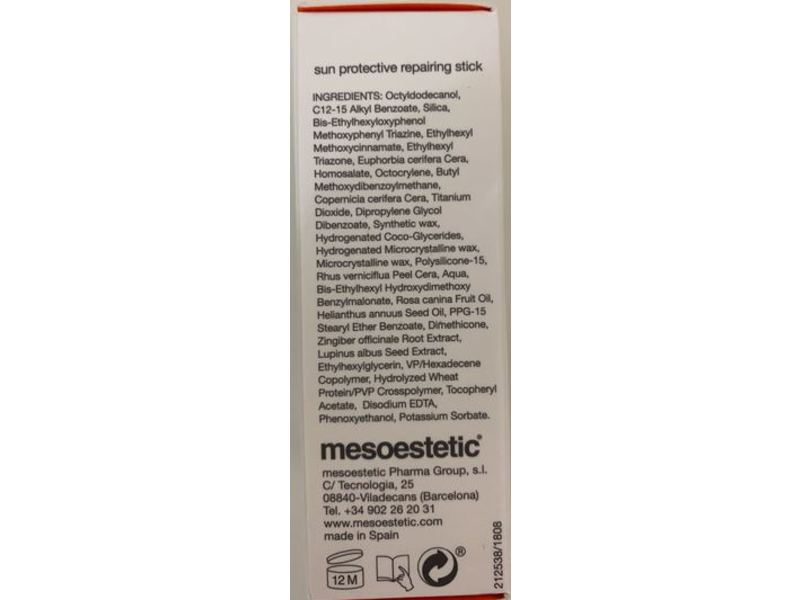 sun protective repairing stick
INGREDIENTS: Octyldodecanol,
C12-15 Alkyl Benzoate, Silica,
Bis-Ethylhexyloxyphenol
Methoxyphenyl Triazine, Ethylhexyl
Methoxycinnamate, Ethylhexyl
Triazone, Euphorbia cerifera Cera,
Homosalate, Octocrylene, Butyl
Methoxydibenzoylmethane,
Copernicia cerifera Cera, Titanium
Dioxide, Dipropylene Glycol
Dibenzoate, Synthetic wax,
Hydrogenated Coco-Glycerides,
Hydrogenated Microcrystalline wax,
Microcrystalline wax, Polysilicone-15,
Rhus verniciflua Peel Cera, Aqua,
Bis-Ethylhexyl Hydroxydimethoxy
Benzylmalonate, Rosa canina Fruit Oil,
Helianthus annuus Seed Oil, PPG-15
Stearyl Ether Benzoate, Dimethicone,
Zingiber officinale Root Extract,
Lupinus albus Seed Extract,
Ethylhexylglycerin, VP/Hexadecene
Copolymer, Hydrolyzed Wheat
Protein/PVP Crosspolymer, Tocopheryl
Acetate, Disodium EDTA,
Phenoxyethanol, Potassium Sorbate.
mesoestetic®
mesoestetic Pharma Group, s.l.
C/ Tecnologia, 25
08840-Viladecans (Barcelona)
Tel. +34 902 26 20 31
www.mesoestetic.com
made in Spain
12 M
®
212538/1808